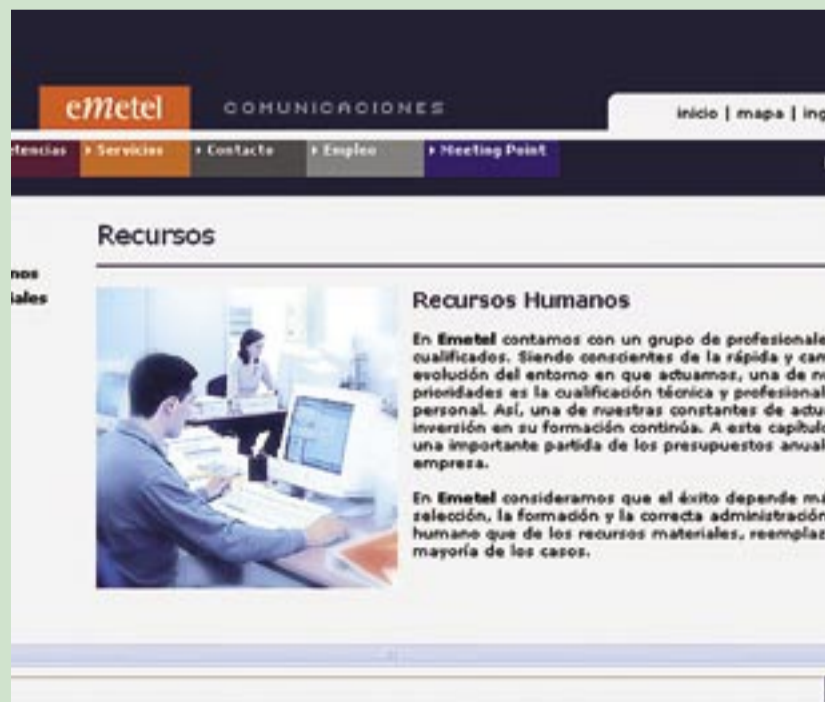 emetel
COMUNICACIONES
inicio | mapa | ing
tencias
Servicios
Contacto
Empleo
Meeting Point
Recursos
nos
iales
Recursos Humanos
En Emetel contamos con un grupo de profesionale
cualificados. Siendo conscientes de la rápida y can
evolución del entorno en que actuamos, una de nu
prioridades es la cualificación técnica y profesional
personal. Así, una de nuestras constantes de actu
inversión en su formación continúa. A este capítulo
una importante partida de los presupuestos anual
empresa.
En Emetel consideramos que el éxito depende má
selección, la formación y la correcta administración
humano que de los recursos materiales, reemplaz
mayoría de los casos.